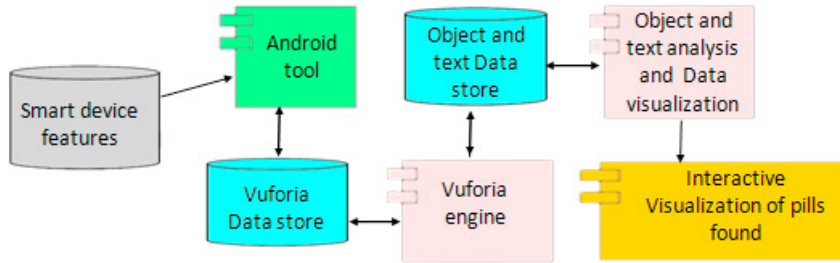 Smart device
features
Android
tool
Vuforia
Data store
Vuforia
engine
Object and
text Data
store
Object and
text analysis
and Data
visualization
Interactive
Visualization of pills
found